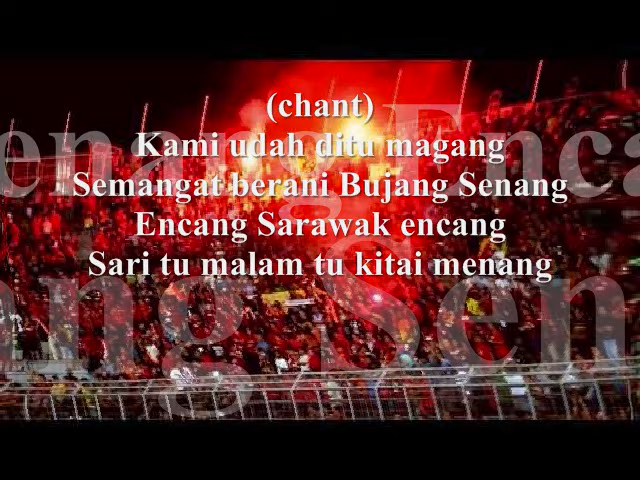 (chant)
Kami udah ditu magang
Semangat berani Bujang Senang
Encang Sarawak encang
Sari tu malam tu kitai menang